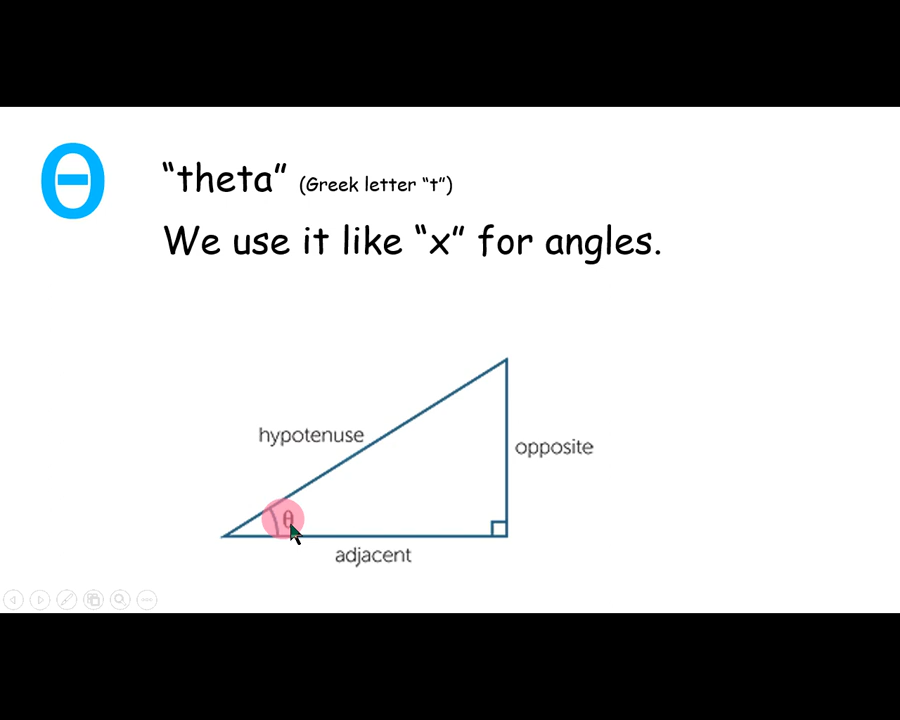 θ
“theta” (Greek letter “t”)
We use it like “x” for angles.
hypotenuse
opposite
θ
adjacent